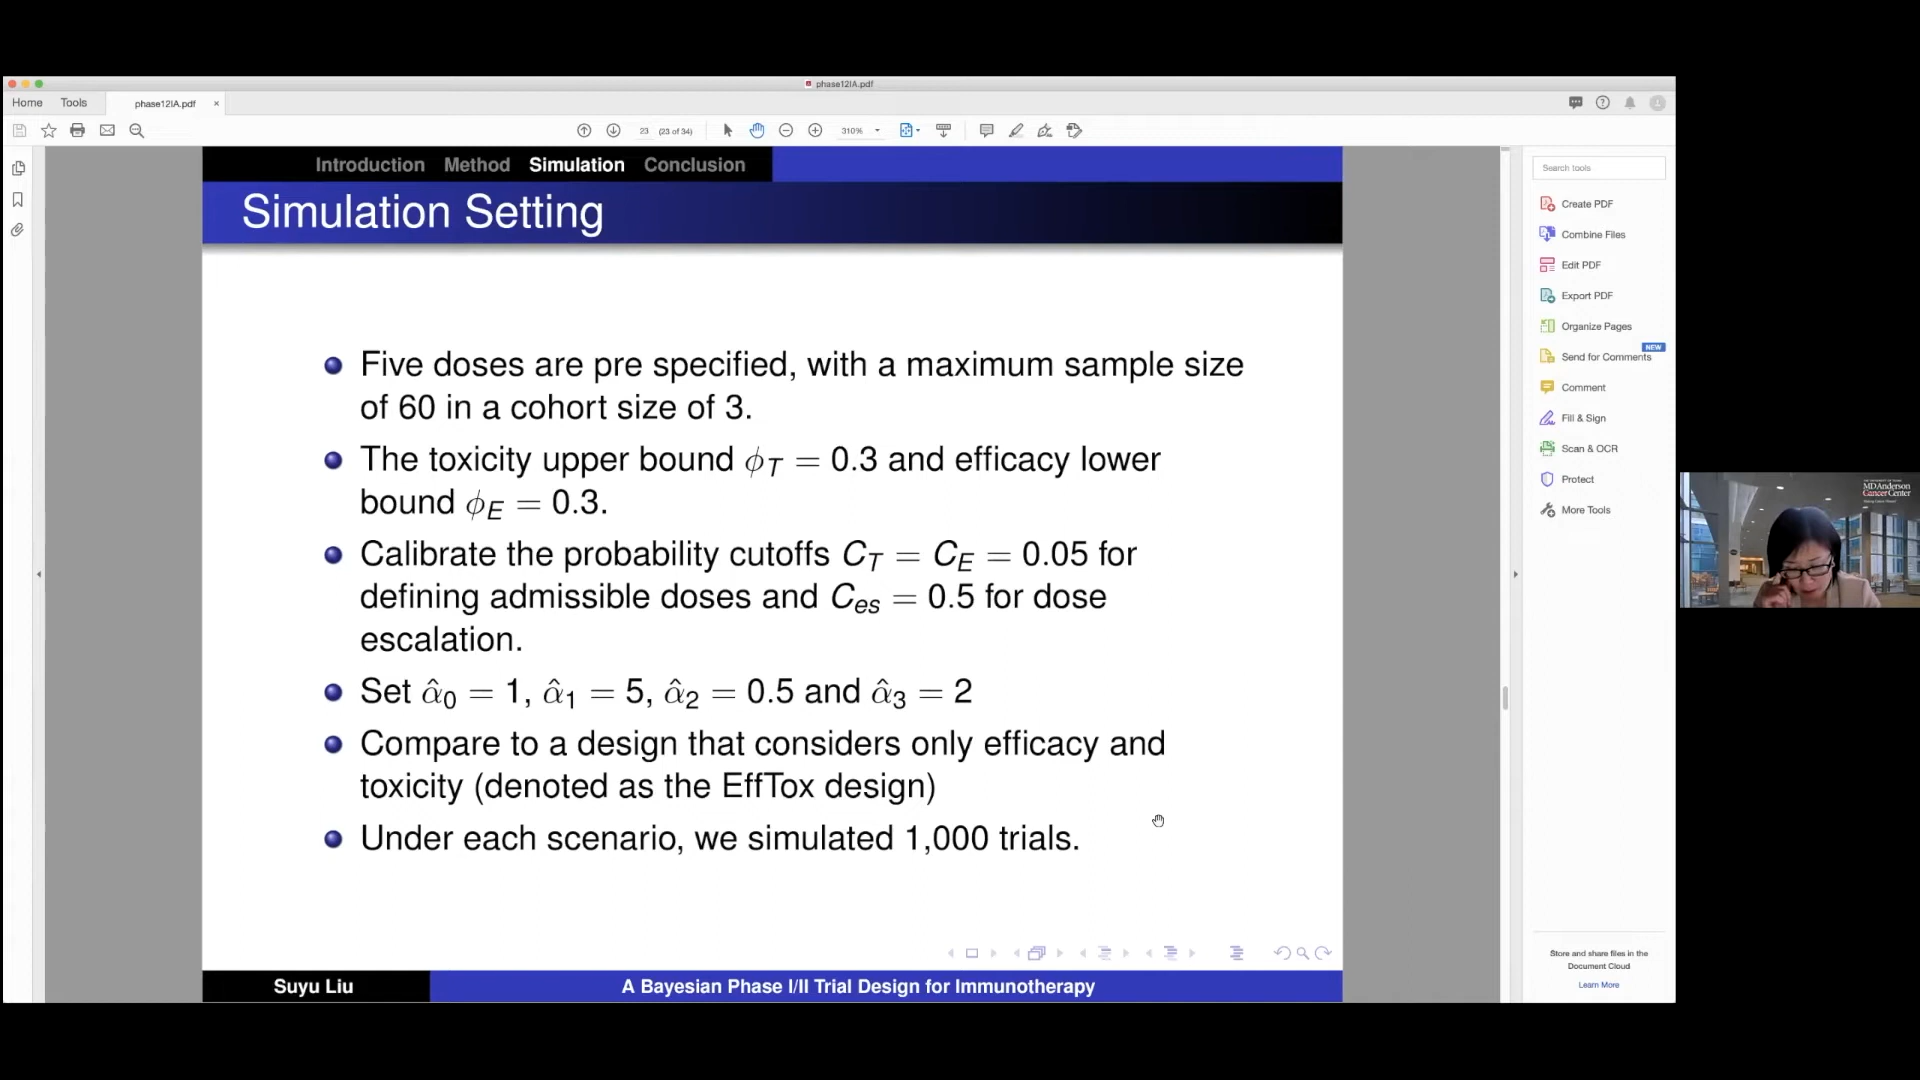 phase12IA.pdf
Home Tools phase12IA.pdf ×
23 (23 of 34) 310%
Introduction Method Simulation Conclusion
Simulation Setting
Five doses are pre specified, with a maximum sample size
of 60 in a cohort size of 3.
The toxicity upper bound ϕ_T = 0.3 and efficacy lower
bound ϕ_E = 0.3.
Calibrate the probability cutoffs C_T = C_E = 0.05 for
defining admissible doses and C_es = 0.5 for dose
escalation.
Set α̂_0 = 1, α̂_1 = 5, α̂_2 = 0.5 and α̂_3 = 2
Compare to a design that considers only efficacy and
toxicity (denoted as the EffTox design)
Under each scenario, we simulated 1,000 trials.
Suyu Liu A Bayesian Phase I/II Trial Design for Immunotherapy
Search tools
Create PDF
Combine Files
Edit PDF
Export PDF
Organize Pages
NEW
Send for Comments
Comment
Fill & Sign
Scan & OCR
Protect
More Tools
Store and share files in the
Document Cloud
Learn More
MD Anderson
Cancer Center